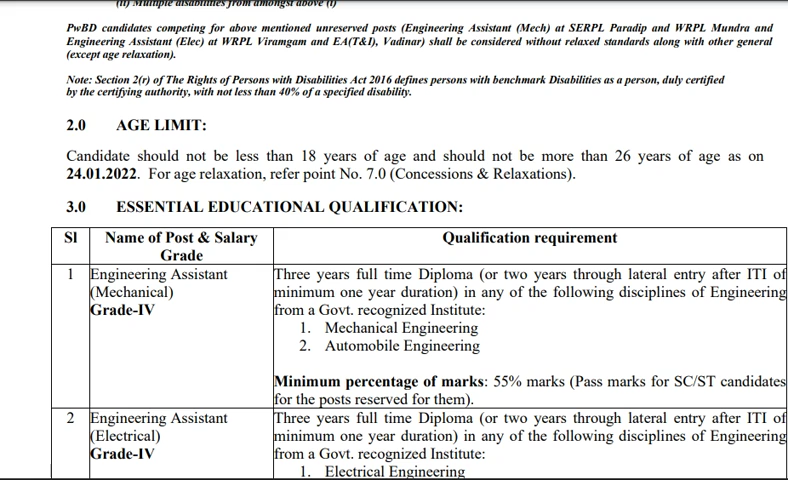 (ii) Multiple disabilities from amongst above (i)
PwBD candidates competing for above mentioned unreserved posts (Engineering Assistant (Mech) at SERPL Paradip and WRPL Mundra and
Engineering Assistant (Elec) at WRPL Viramgam and EA(T&I), Vadinar) shall be considered without relaxed standards along with other general
(except age relaxation).
Note: Section 2(r) of The Rights of Persons with Disabilities Act 2016 defines persons with benchmark Disabilities as a person, duly certified
by the certifying authority, with not less than 40% of a specified disability.
2.0 AGE LIMIT:
Candidate should not be less than 18 years of age and should not be more than 26 years of age as on
24.01.2022. For age relaxation, refer point No. 7.0 (Concessions & Relaxations).
3.0 ESSENTIAL EDUCATIONAL QUALIFICATION:
Sl Name of Post & Salary Grade Qualification requirement
1 Engineering Assistant
(Mechanical)
Grade-IV
Three years full time Diploma (or two years through lateral entry after ITI of
minimum one year duration) in any of the following disciplines of Engineering
from a Govt. recognized Institute:
1. Mechanical Engineering
2. Automobile Engineering
Minimum percentage of marks: 55% marks (Pass marks for SC/ST candidates
for the posts reserved for them).
2 Engineering Assistant
(Electrical)
Grade-IV
Three years full time Diploma (or two years through lateral entry after ITI of
minimum one year duration) in any of the following disciplines of Engineering
from a Govt. recognized Institute:
1. Electrical Engineering